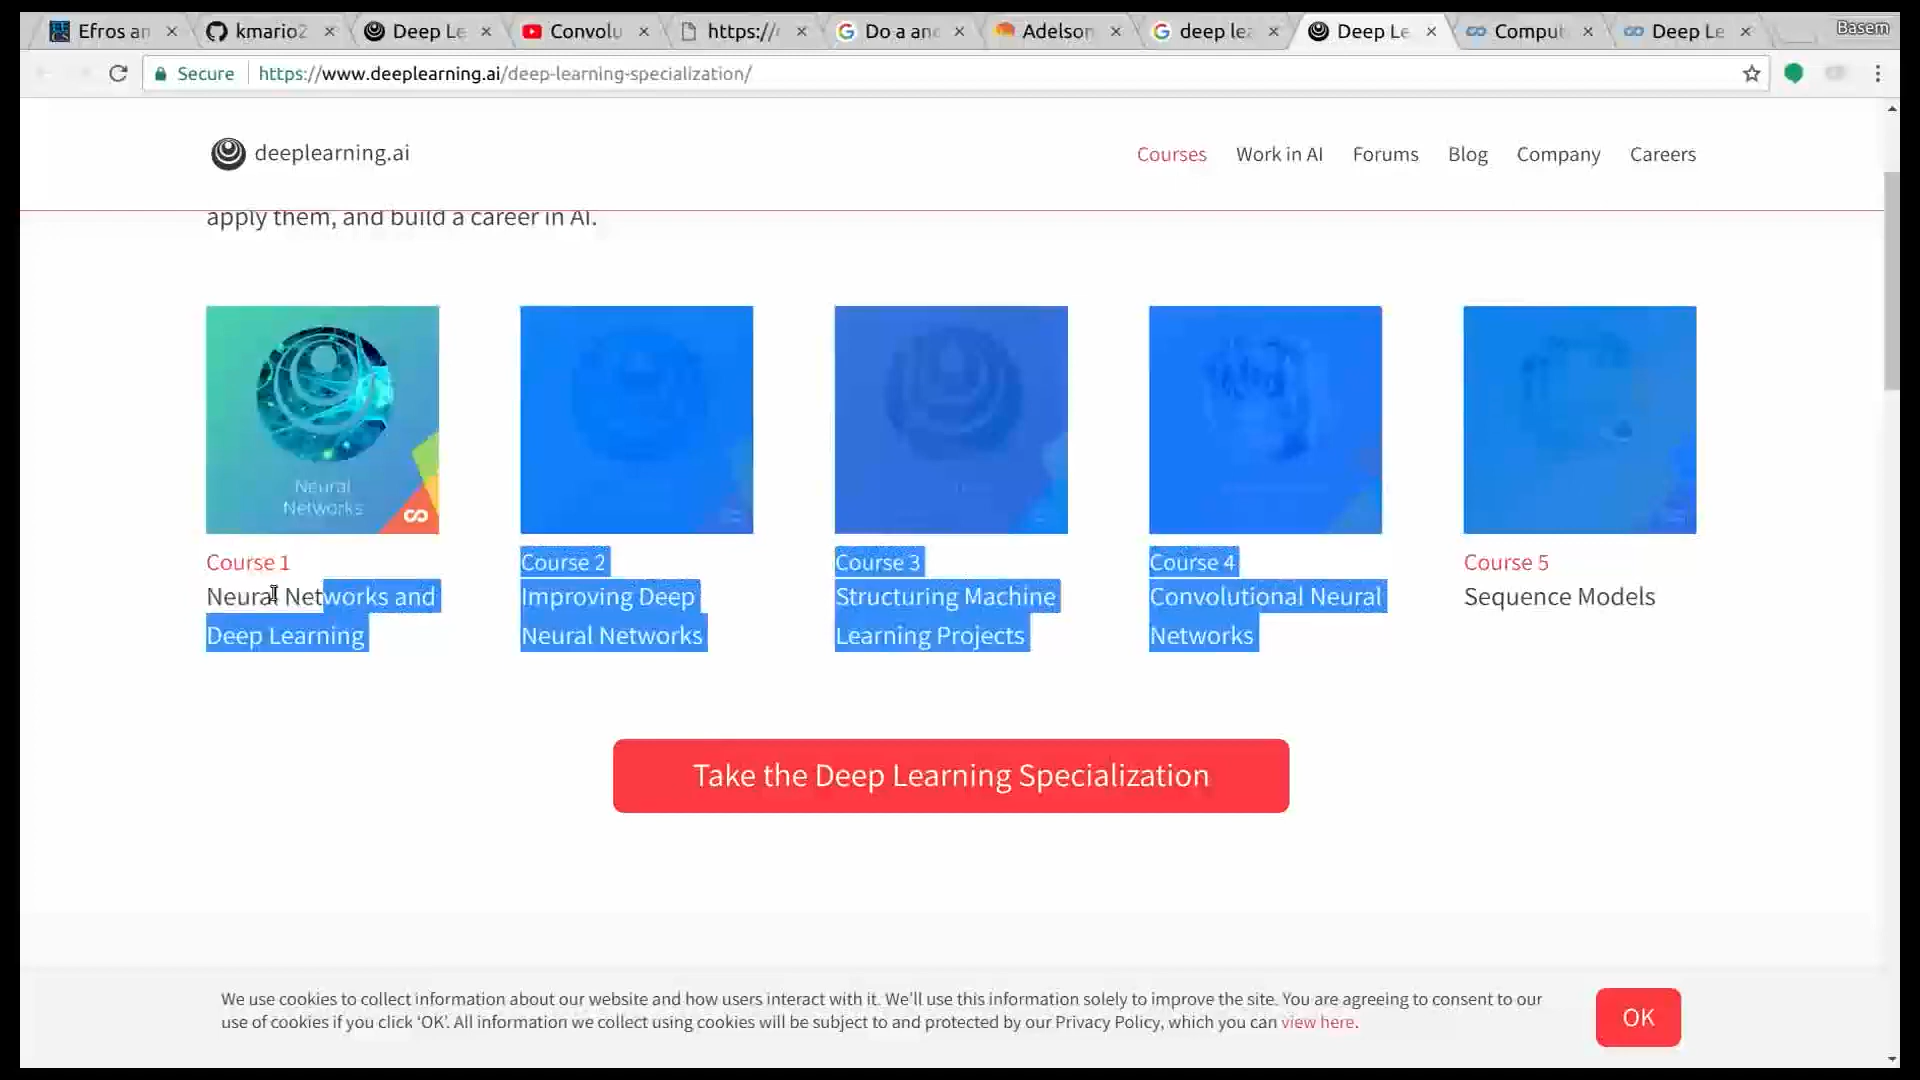 Efros an
kmario2
Deep Le
Convolu
https://
Do a and
Adelson
deep lea
Deep Le
Comput
Deep Le
Basem
Secure
https://www.deeplearning.ai/deep-learning-specialization/
deeplearning.ai
Courses
Work in AI
Forums
Blog
Company
Careers
apply them, and build a career in AI.
Neural
Networks
Course 1
Neural Networks and
Deep Learning
Course 2
Improving Deep
Neural Networks
Course 3
Structuring Machine
Learning Projects
Course 4
Convolutional Neural
Networks
Course 5
Sequence Models
Take the Deep Learning Specialization
We use cookies to collect information about our website and how users interact with it. We'll use this information solely to improve the site. You are agreeing to consent to our
use of cookies if you click 'OK'. All information we collect using cookies will be subject to and protected by our Privacy Policy, which you can view here.
OK